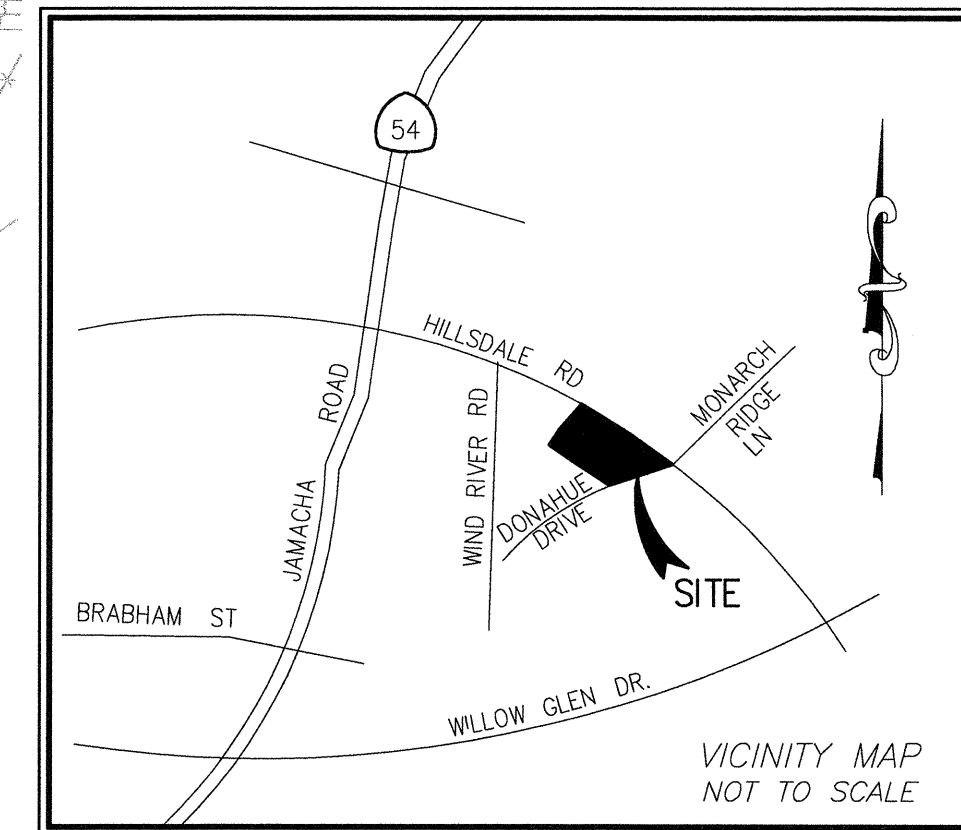 54
HILLSDALE RD
MONARCH
RIDGE
LN
JAMACHA ROAD
WIND RIVER RD
DONAHUE
DRIVE
SITE
BRABHAM ST
WILLOW GLEN DR.
VICINITY MAP
NOT TO SCALE